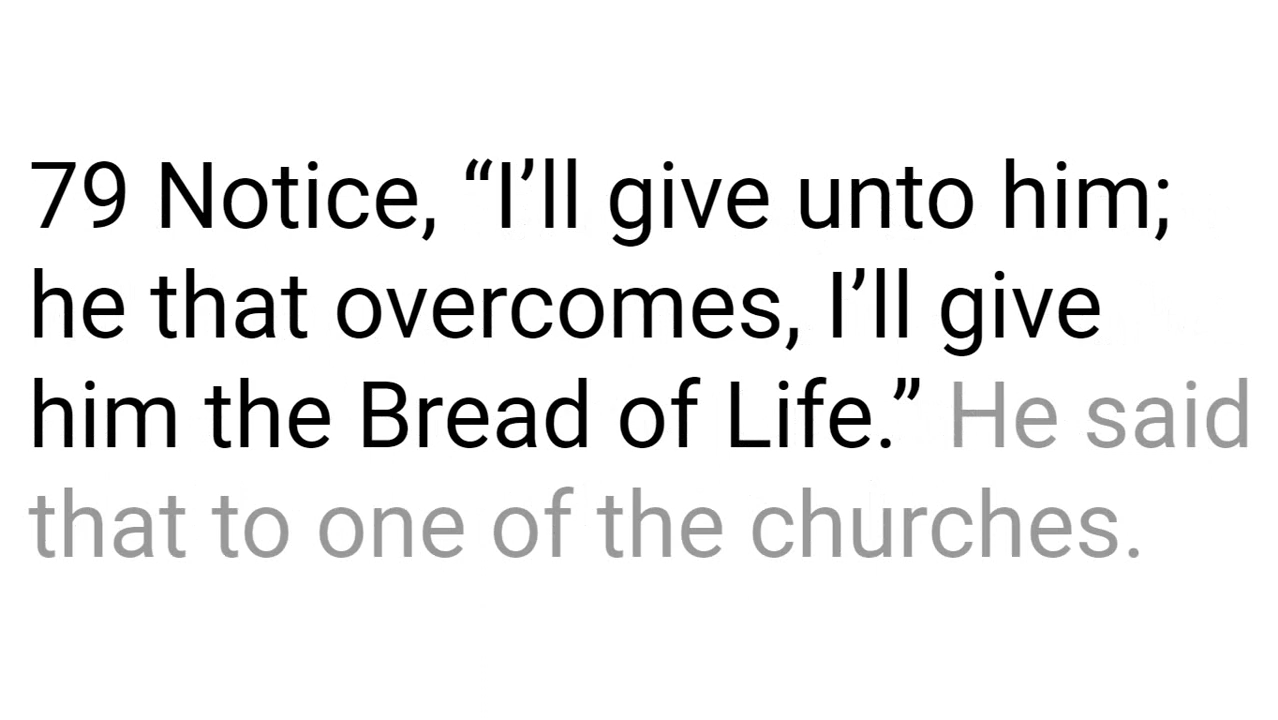 79 Notice, “I’ll give unto him;
he that overcomes, I’ll give
him the Bread of Life.” He said
that to one of the churches.